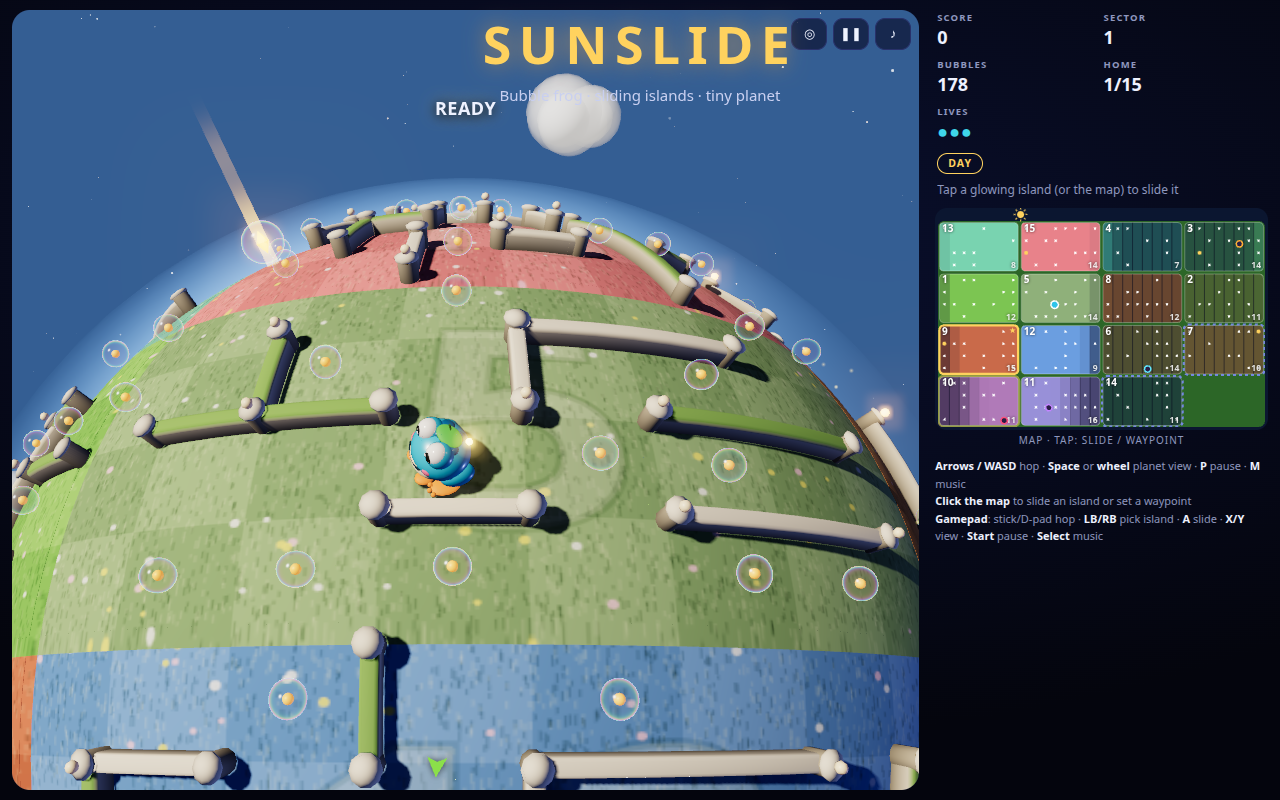 SUNSLIDE
Bubble frog · sliding islands · tiny planet
READY
SCORE
0
SECTOR
1
BUBBLES
178
HOME
1/15
LIVES
DAY
Tap a glowing island (or the map) to slide it
13 8
15 14
4 7
3 14
1 12
5 14
8 12
2 11
9 15
12 9
6 14
7 10
10 11
11 16
14 11
MAP · TAP: SLIDE / WAYPOINT
Arrows / WASD hop · Space or wheel planet view · P pause · M
music
Click the map to slide an island or set a waypoint
Gamepad: stick/D-pad hop · LB/RB pick island · A slide · X/Y
view · Start pause · Select music